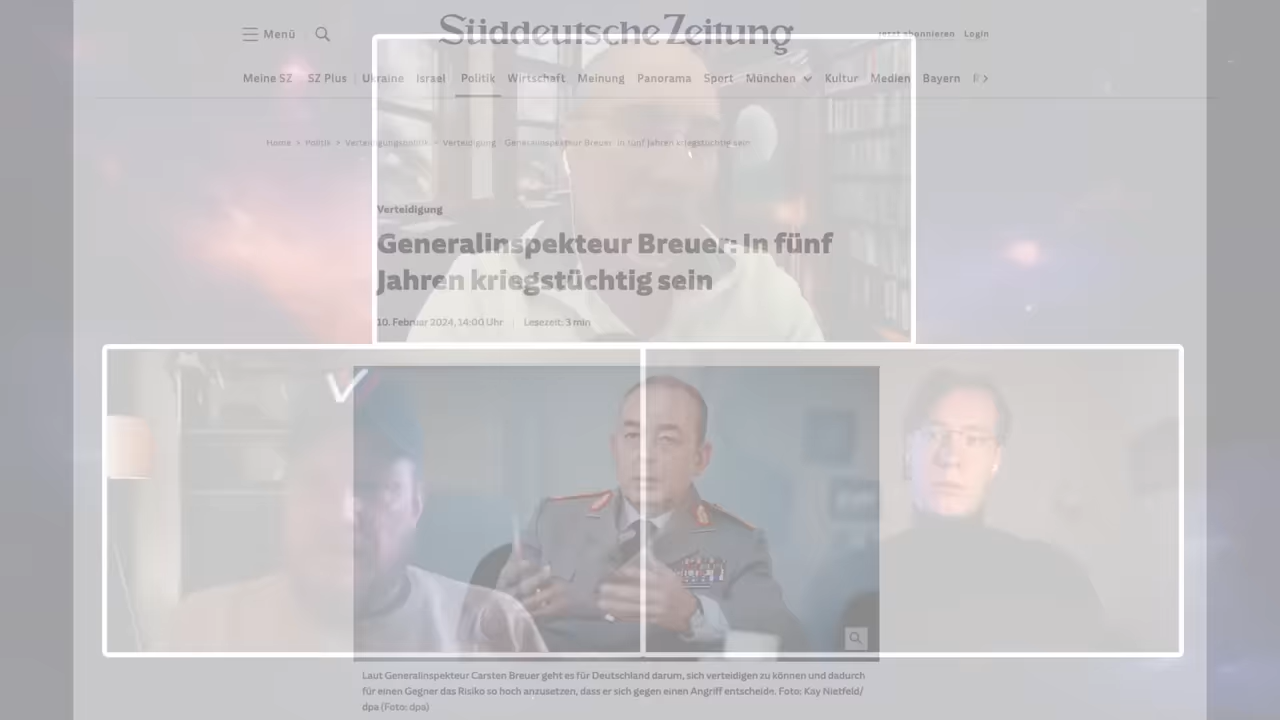 Süddeutsche Zeitung
Menü
jetzt abonnieren Login
Meine SZ SZ Plus Ukraine Israel Politik Wirtschaft Meinung Panorama Sport München Kultur Medien Bayern
Home > Politik > Verteidigungspolitik > Verteidigung - Generalinspekteur Breuer: In fünf Jahren kriegstüchtig sein
Verteidigung
Generalinspekteur Breuer: In fünf
Jahren kriegstüchtig sein
10. Februar 2024, 14:00 Uhr | Lesezeit: 3 min
Laut Generalinspekteur Carsten Breuer geht es für Deutschland darum, sich verteidigen zu können und dadurch
für einen Gegner das Risiko so hoch anzusetzen, dass er sich gegen einen Angriff entscheide. Foto: Kay Nietfeld/
dpa (Foto: dpa)